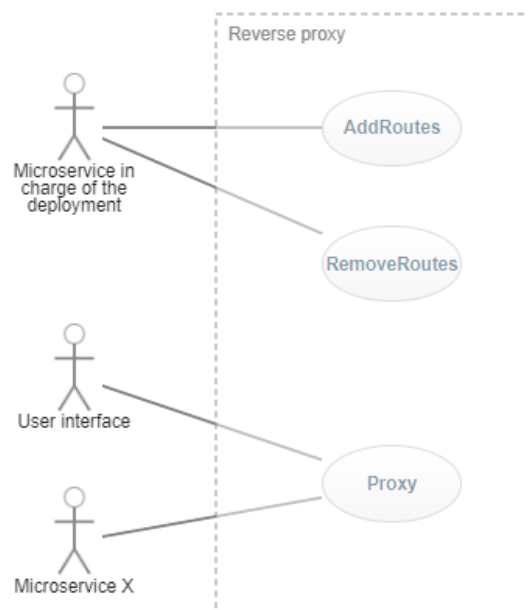 Reverse proxy
AddRoutes
Microservice in
charge of the
deployment
RemoveRoutes
User interface
Proxy
Microservice X